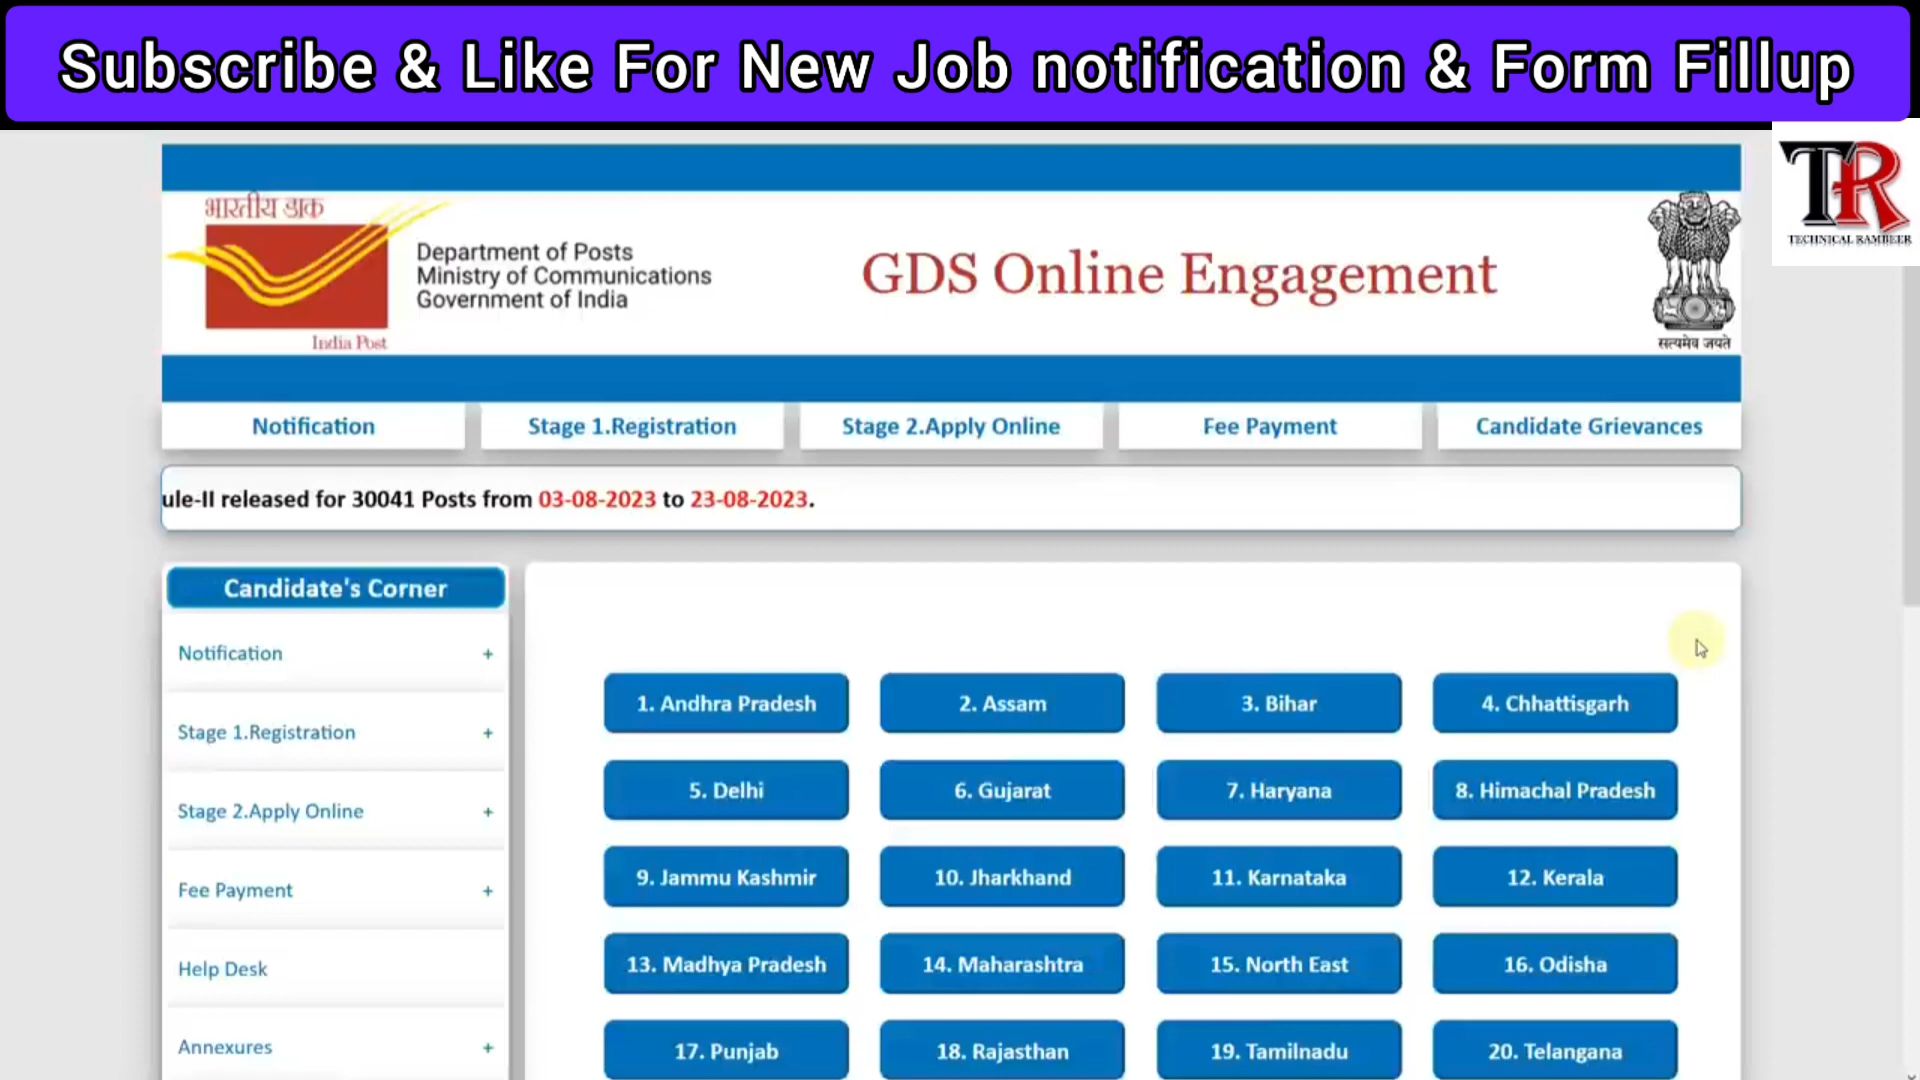 Subscribe & Like For New Job notification & Form Fillup
TR
TECHNICAL RAMBEER
भारतीय डाक
India Post
Department of Posts
Ministry of Communications
Government of India
GDS Online Engagement
सत्यमेव जयते
Notification
Stage 1.Registration
Stage 2.Apply Online
Fee Payment
Candidate Grievances
ule-II released for 30041 Posts from 03-08-2023 to 23-08-2023.
Candidate's Corner
Notification +
Stage 1.Registration +
Stage 2.Apply Online +
Fee Payment +
Help Desk
Annexures +
1. Andhra Pradesh
2. Assam
3. Bihar
4. Chhattisgarh
5. Delhi
6. Gujarat
7. Haryana
8. Himachal Pradesh
9. Jammu Kashmir
10. Jharkhand
11. Karnataka
12. Kerala
13. Madhya Pradesh
14. Maharashtra
15. North East
16. Odisha
17. Punjab
18. Rajasthan
19. Tamilnadu
20. Telangana